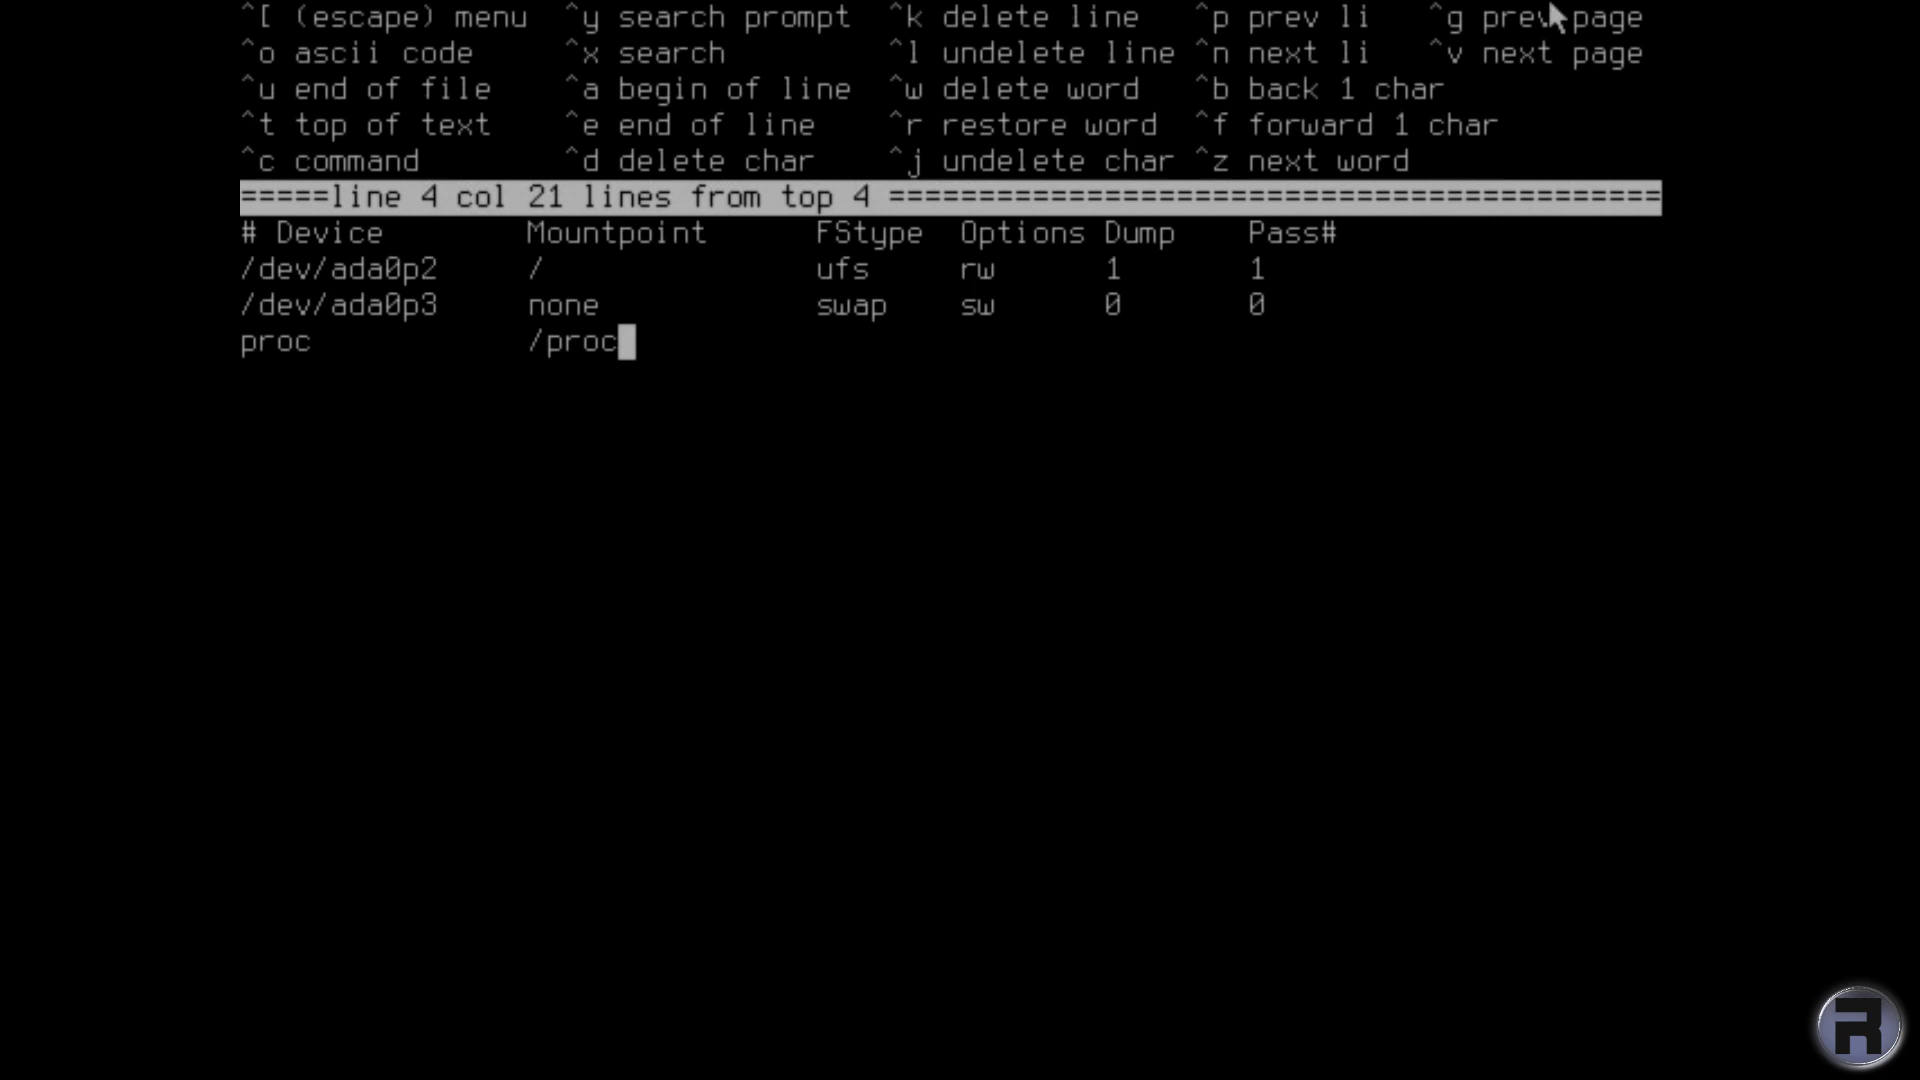 ^[ (escape) menu  ^y search prompt  ^k delete line   ^p prev li   ^g prev page
^o ascii code     ^x search         ^l undelete line ^n next li   ^v next page
^u end of file    ^a begin of line  ^w delete word   ^b back 1 char
^t top of text    ^e end of line    ^r restore word  ^f forward 1 char
^c command        ^d delete char    ^j undelete char ^z next word
=====line 4 col 21 lines from top 4 ===========================================
# Device        Mountpoint      FStype  Options Dump    Pass#
/dev/ada0p2     /               ufs     rw      1       1
/dev/ada0p3     none            swap    sw      0       0
proc            /proc
R